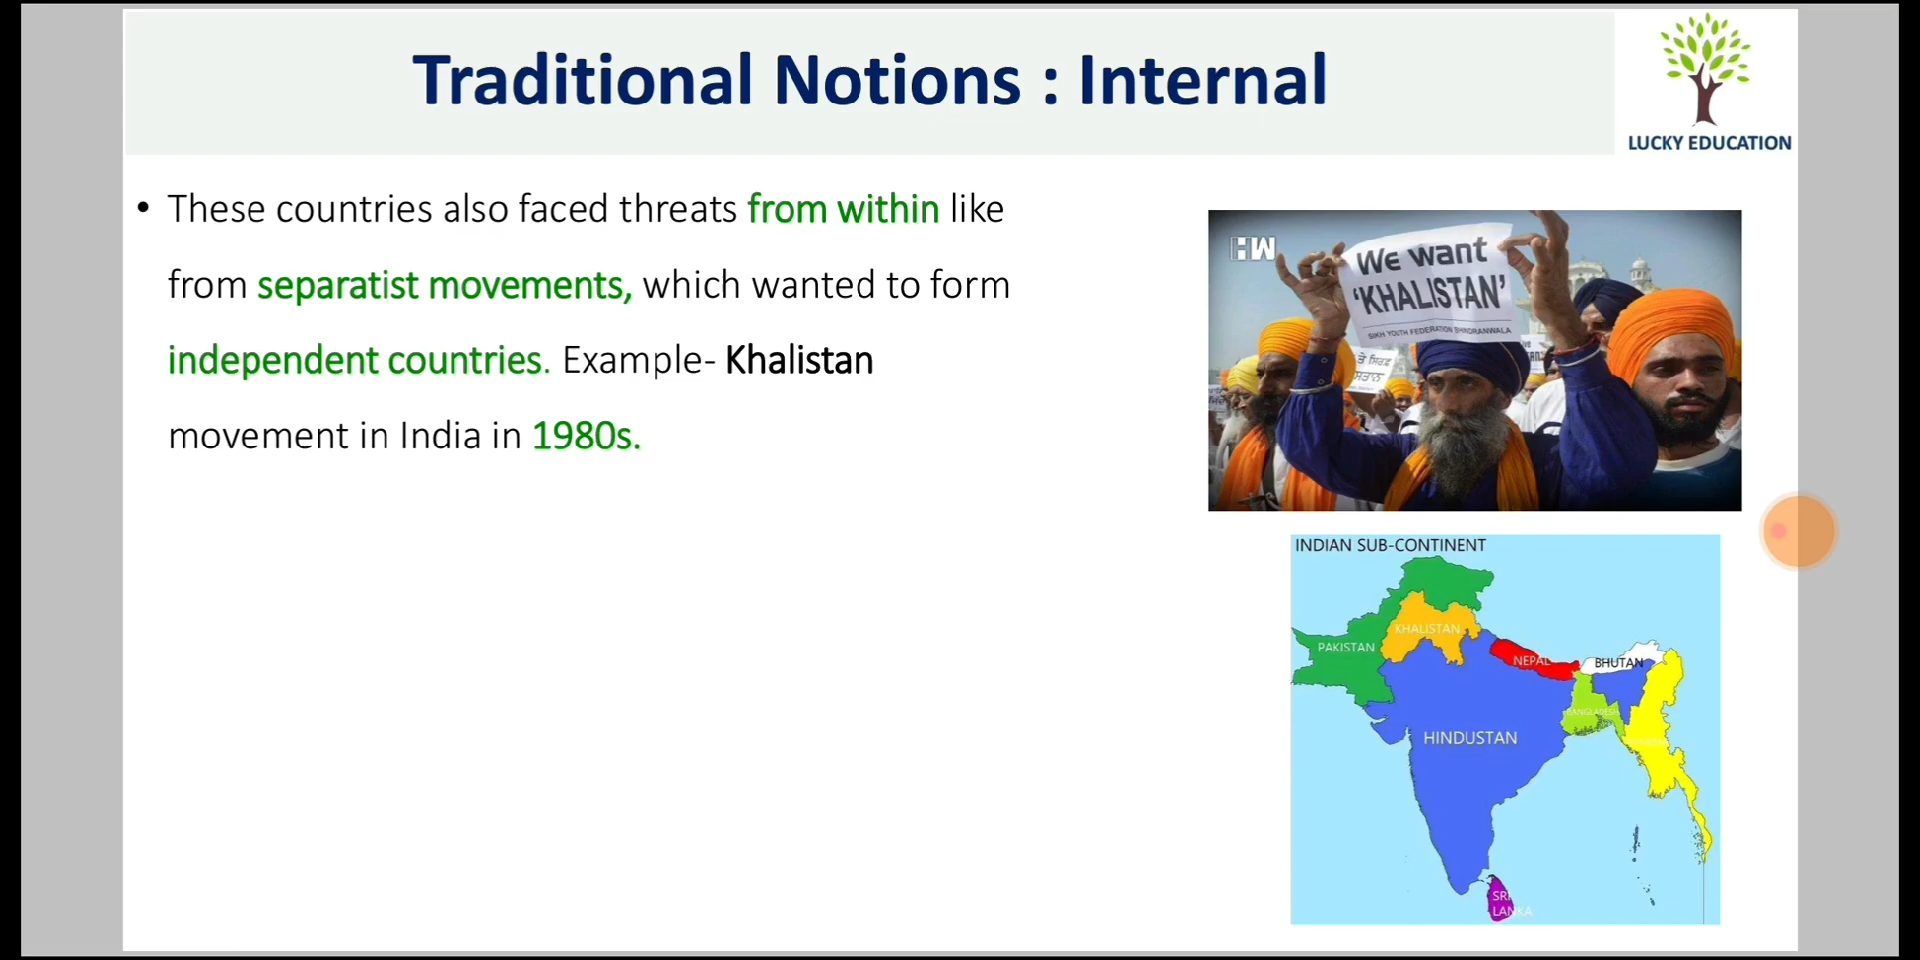 Traditional Notions : Internal
LUCKY EDUCATION
• These countries also faced threats from within like
from separatist movements, which wanted to form
independent countries. Example- Khalistan
movement in India in 1980s.
HW
We want
'KHALISTAN'
SIKH YOUTH FEDERATION BHINDRANWALA
INDIAN SUB-CONTINENT
KHALISTAN
PAKISTAN
NEPAL
BHUTAN
BANGLADESH
HINDUSTAN
SRI
LANKA